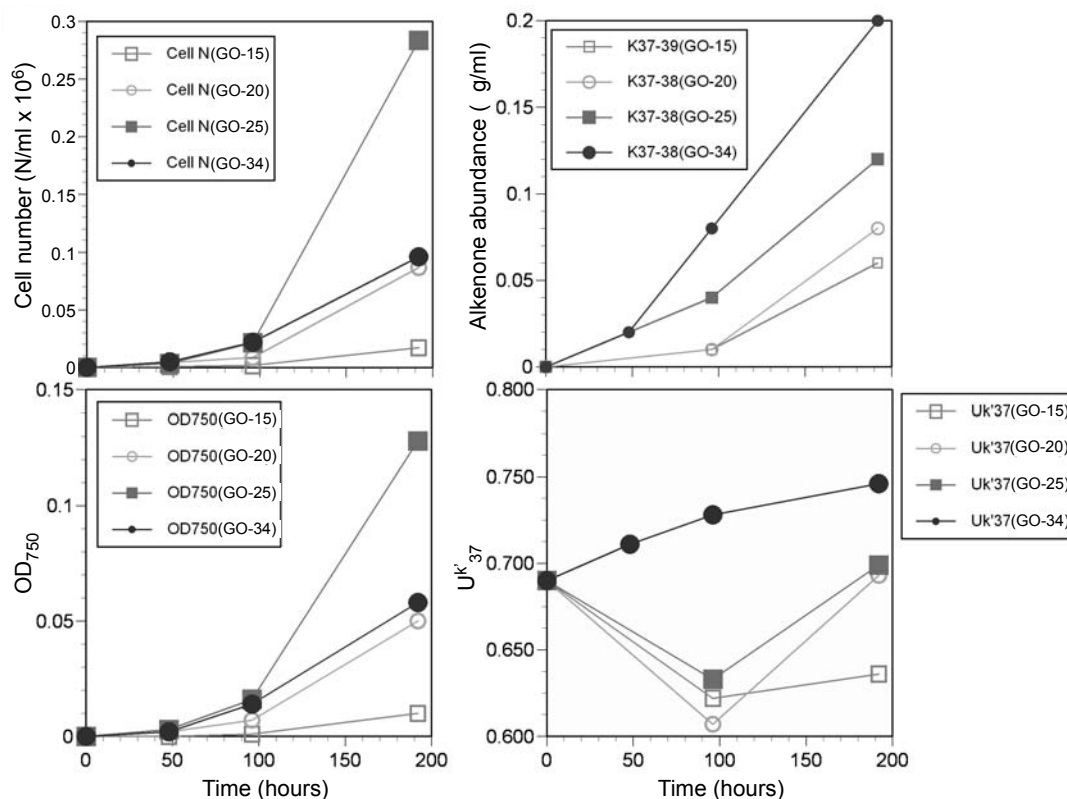 Cell number (N/ml x 10⁶)
0.3
0.25
0.2
0.15
0.1
0.05
0
Cell N(GO-15)
Cell N(GO-20)
Cell N(GO-25)
Cell N(GO-34)
0 50 100 150 200
Alkenone abundance ( g/ml)
0.2
0.15
0.1
0.05
0
K37-39(GO-15)
K37-38(GO-20)
K37-38(GO-25)
K37-38(GO-34)
OD750
0.15
0.1
0.05
0
OD750(GO-15)
OD750(GO-20)
OD750(GO-25)
OD750(GO-34)
0 50 100 150 200
Time (hours)
Uk'37
0.800
0.750
0.700
0.650
0.600
0 50 100 150 200
Time (hours)
Uk'37(GO-15)
Uk'37(GO-20)
Uk'37(GO-25)
Uk'37(GO-34)